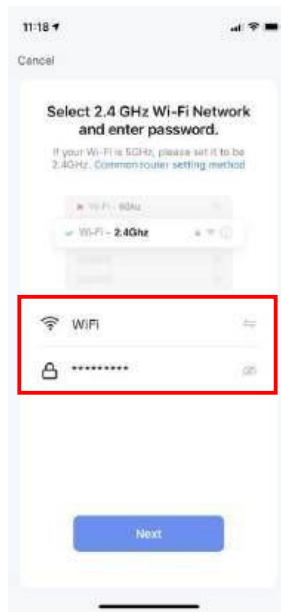 11:18
Cancel
Select 2.4 GHz Wi-Fi Network
and enter password.
If your Wi-Fi is 5GHz, please set it to be
2.4GHz. Common router setting method
Wi-Fi - 5Ghz
Wi-Fi - 2.4Ghz
WiFi
*********
Next